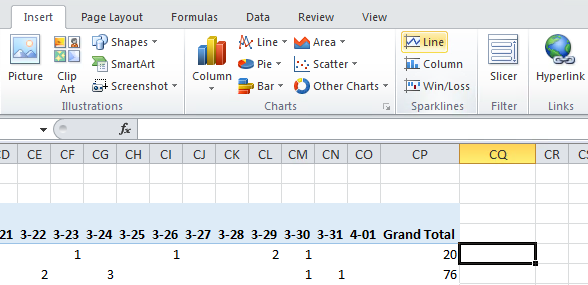 Insert Page Layout Formulas Data Review View
Picture Clip Art Shapes SmartArt Screenshot Column Line Pie Bar Area Scatter Other Charts Line Column Win/Loss Slicer Hyperlink
Illustrations Charts Sparklines Filter Links
fx
CD CE CF CG CH CI CJ CK CL CM CN CO CP CQ CR CS
21 3-22 3-23 3-24 3-25 3-26 3-27 3-28 3-29 3-30 3-31 4-01 Grand Total
1 1 2 1 20
2 3 1 1 76